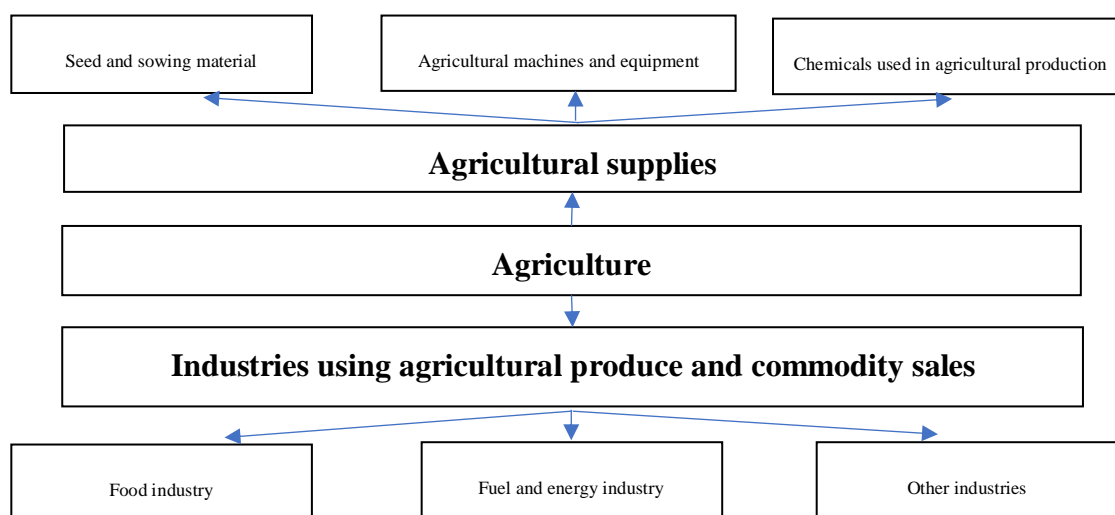 Seed and sowing material
Agricultural machines and equipment
Chemicals used in agricultural production
Agricultural supplies
Agriculture
Industries using agricultural produce and commodity sales
Food industry
Fuel and energy industry
Other industries